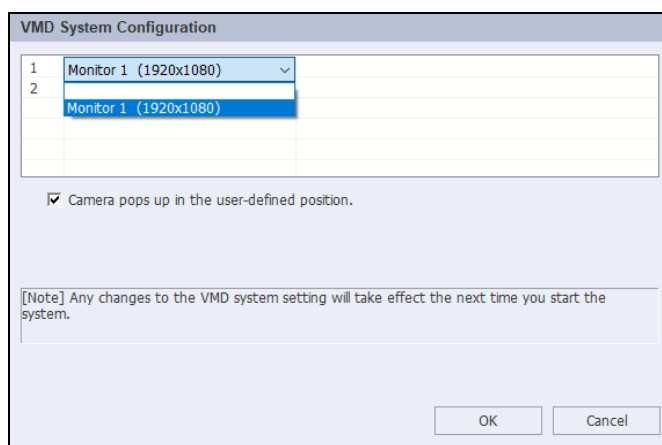 VMD System Configuration
1 Monitor 1 (1920x1080)
2
Monitor 1 (1920x1080)
Camera pops up in the user-defined position.
[Note] Any changes to the VMD system setting will take effect the next time you start the
system.
OK Cancel